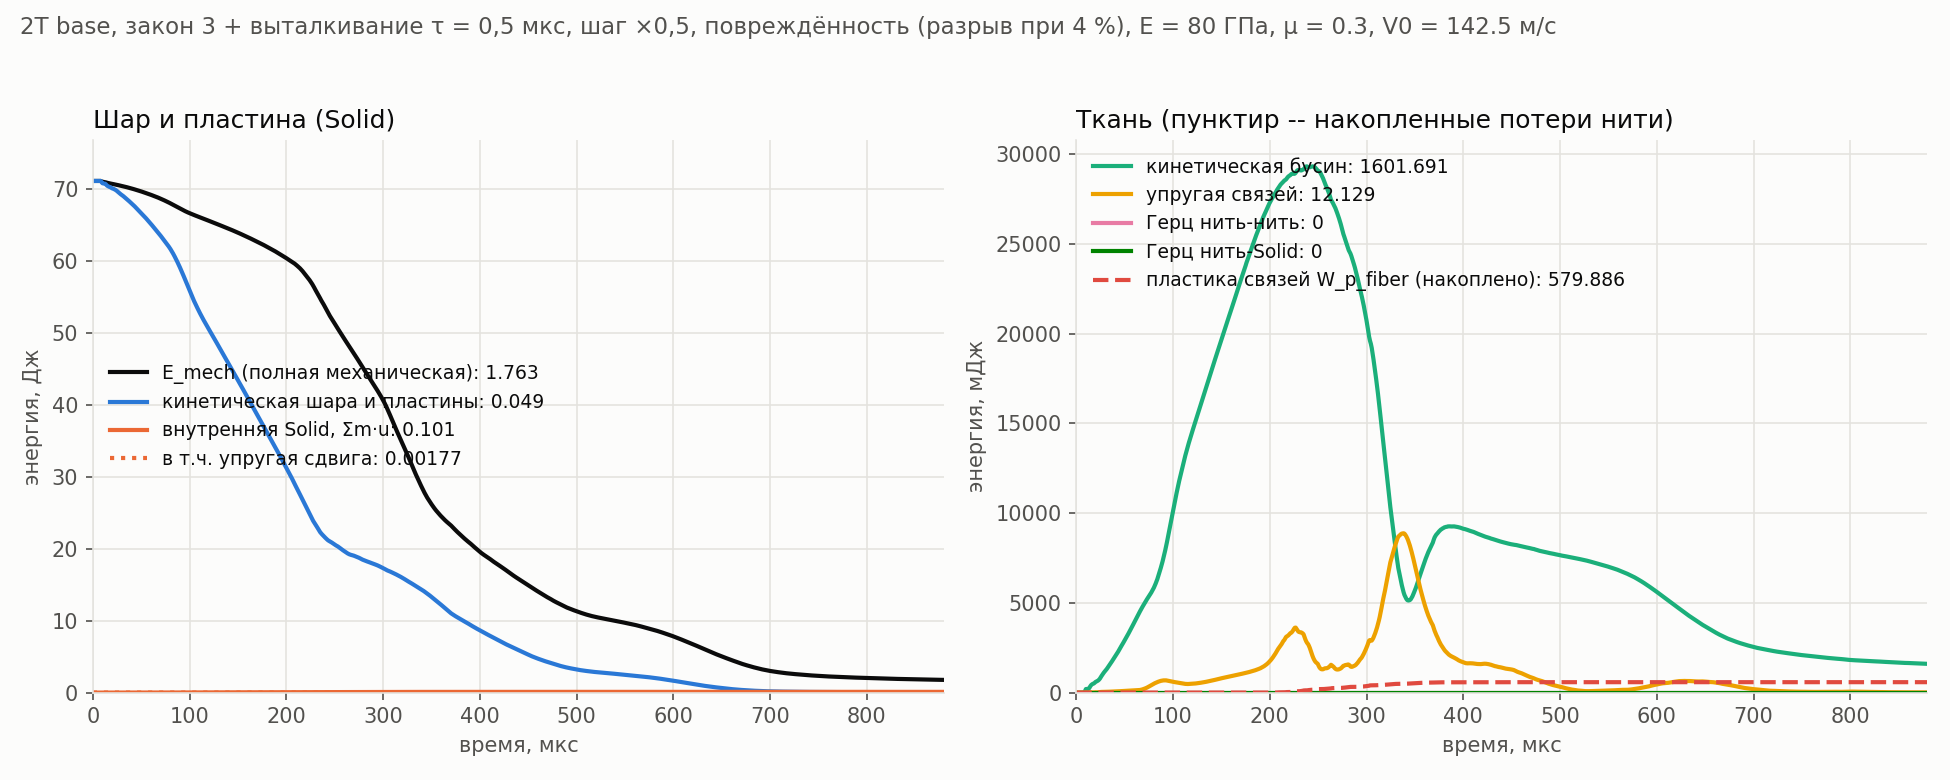 2T base, закон 3 + выталкивание τ = 0,5 мкс, шаг ×0,5, повреждённость (разрыв при 4 %), E = 80 ГПа, μ = 0.3, V0 = 142.5 м/с
Шар и пластина (Solid)
энергия, Дж
70
60
50
40
30
20
10
0
E_mech (полная механическая): 1.763
кинетическая шара и пластины: 0.049
внутренняя Solid, Σm·u: 0.101
в т.ч. упругая сдвига: 0.00177
0 100 200 300 400 500 600 700 800
время, мкс
Ткань (пунктир -- накопленные потери нити)
энергия, мДж
30000
25000
20000
15000
10000
5000
0
кинетическая бусин: 1601.691
упругая связей: 12.129
Герц нить-нить: 0
Герц нить-Solid: 0
пластика связей W_p_fiber (накоплено): 579.886
0 100 200 300 400 500 600 700 800
время, мкс